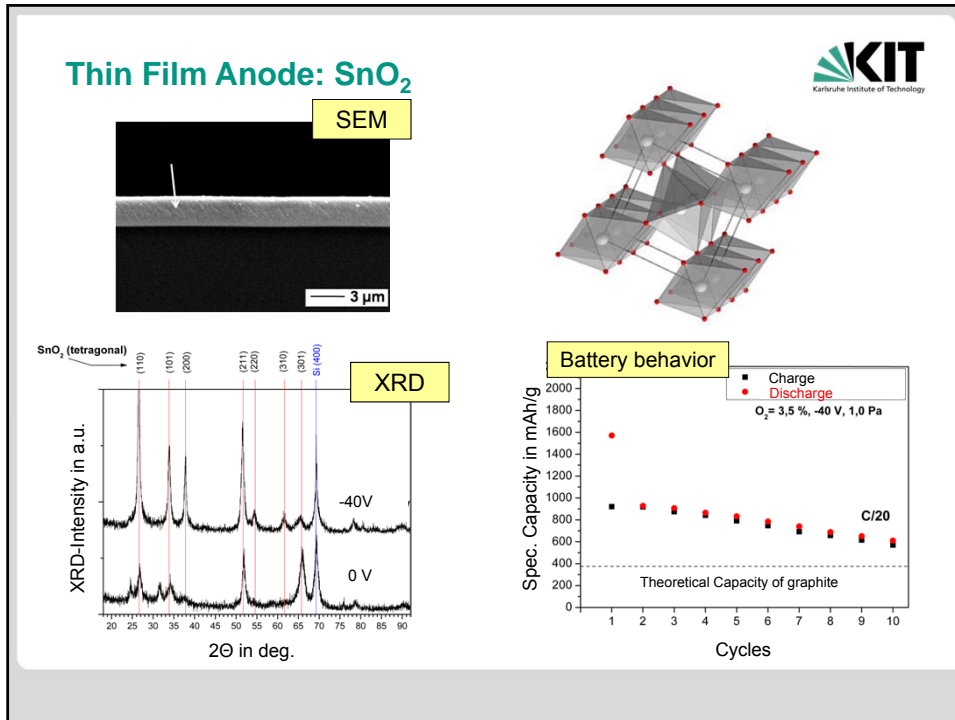 Thin Film Anode: SnO₂
KIT
Karlsruhe Institute of Technology
SEM
3 µm
SnO₂ (tetragonal)
(110)
(101)
(200)
(211)
(220)
(310)
(301)
Si (400)
XRD
XRD-Intensity in a.u.
-40V
0 V
20 25 30 35 40 45 50 55 60 65 70 75 80 85 90
2Θ in deg.
Battery behavior
Charge
Discharge
O₂= 3,5 %, -40 V, 1,0 Pa
Spec. Capacity in mAh/g
2000
1800
1600
1400
1200
1000
800
600
400
200
0
C/20
Theoretical Capacity of graphite
1 2 3 4 5 6 7 8 9 10
Cycles